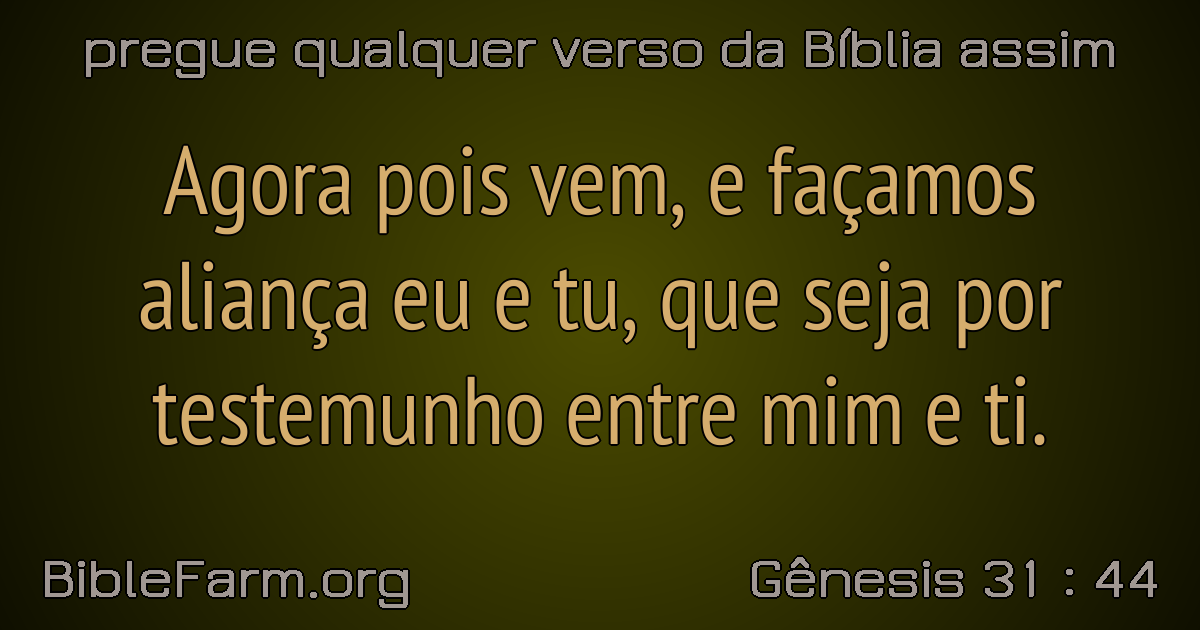 pregue qualquer verso da Bíblia assim
Agora pois vem, e façamos
aliança eu e tu, que seja por
testemunho entre mim e ti.
BibleFarm.org
Gênesis 31 : 44